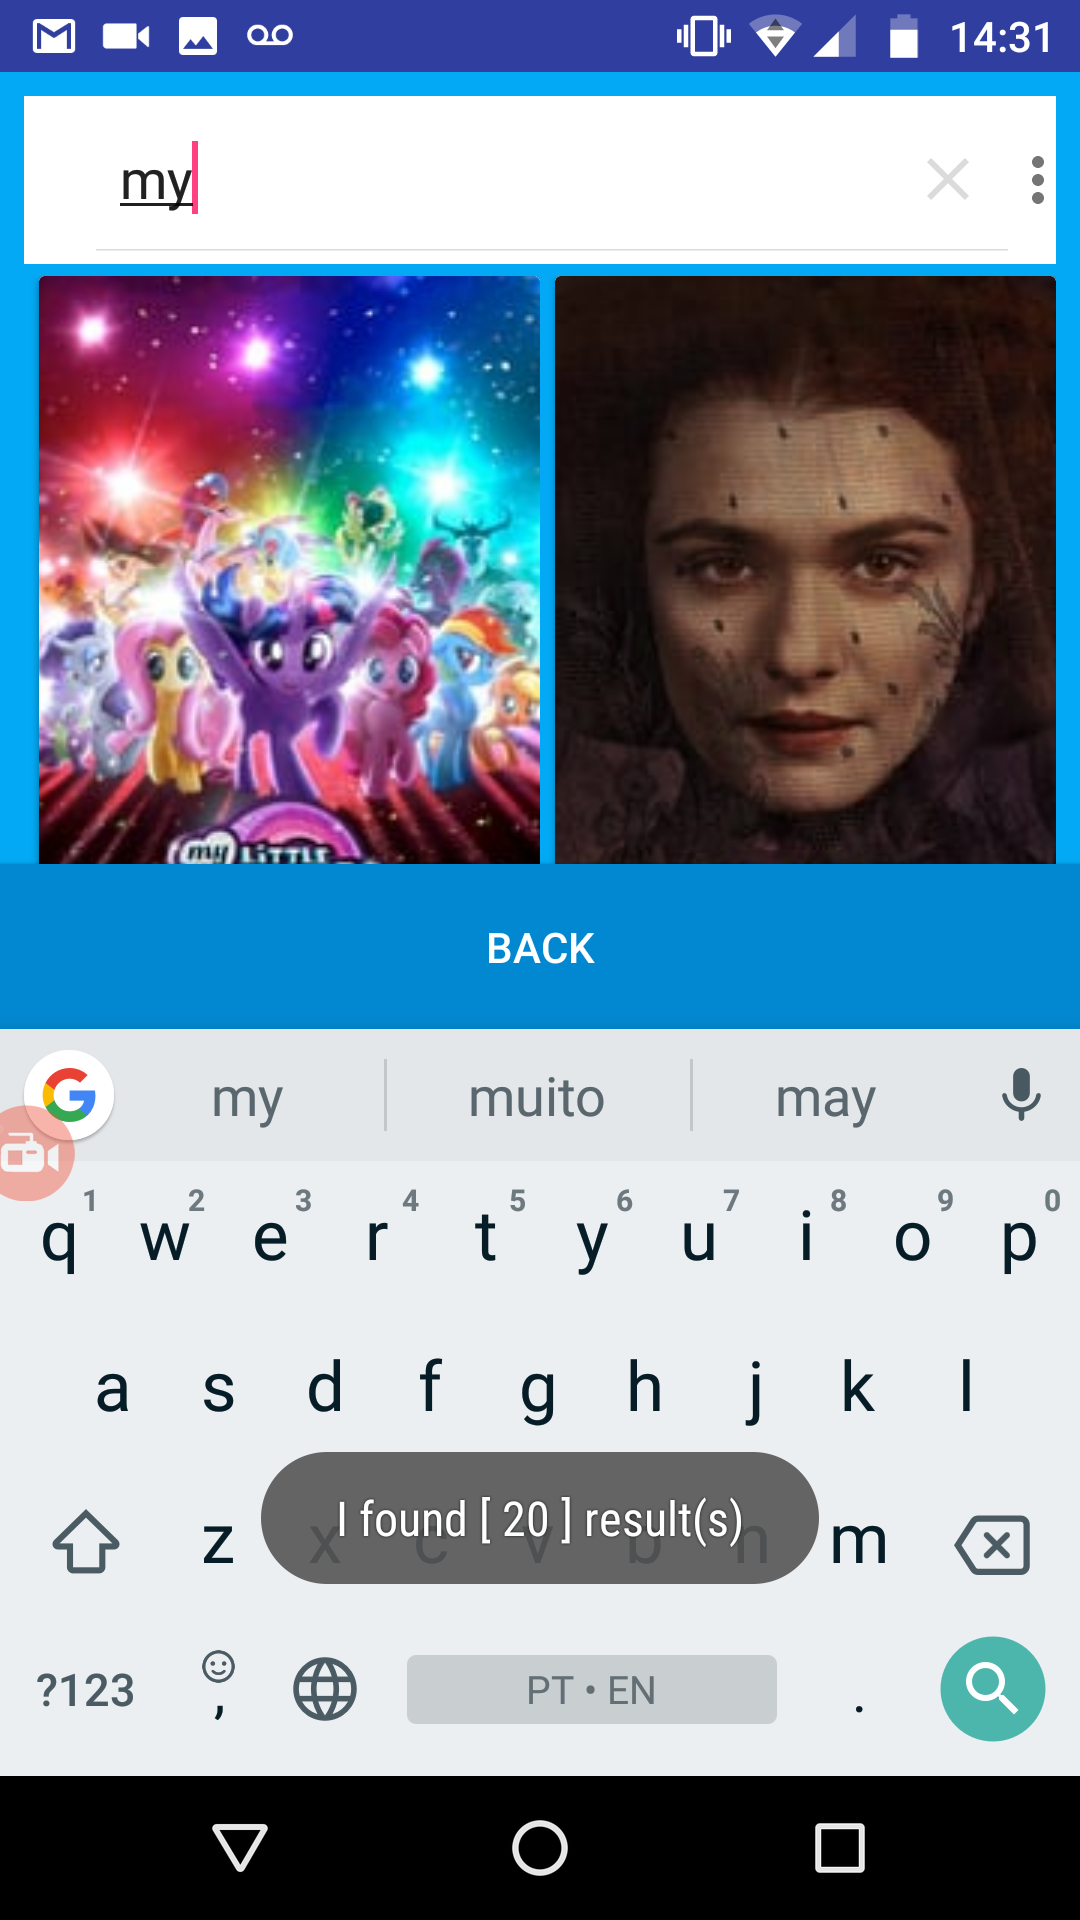 14:31
my
my LiTTLE
BACK
my muito may
1 2 3 4 5 6 7 8 9 0
q w e r t y u i o p
a s d f g h j k l
z x c v b n m
I found [ 20 ] result(s)
?123 , PT • EN .